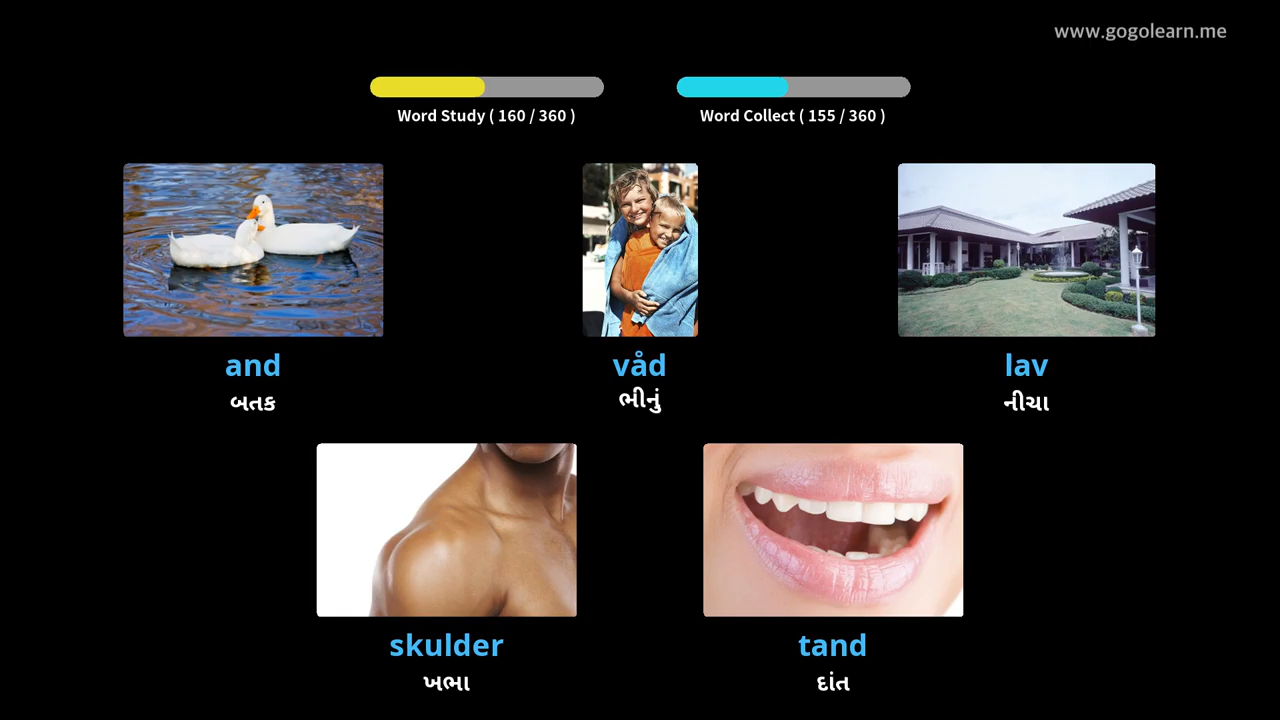 www.gogolearn.me
Word Study ( 160 / 360 )
Word Collect ( 155 / 360 )
and
બતક
våd
ભીનું
lav
નીચા
skulder
ખભા
tand
દાંત